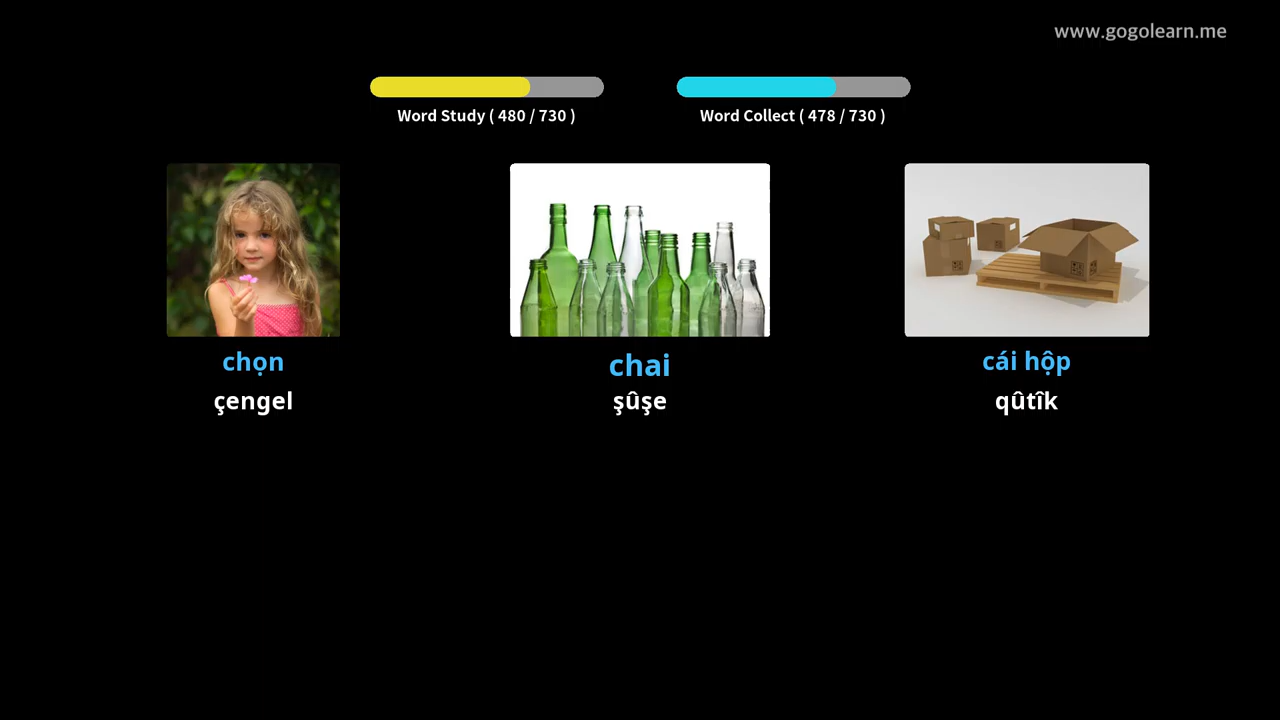 www.gogolearn.me
Word Study ( 480 / 730 )
Word Collect ( 478 / 730 )
chọn
çengel
chai
şûşe
cái hộp
qûtîk